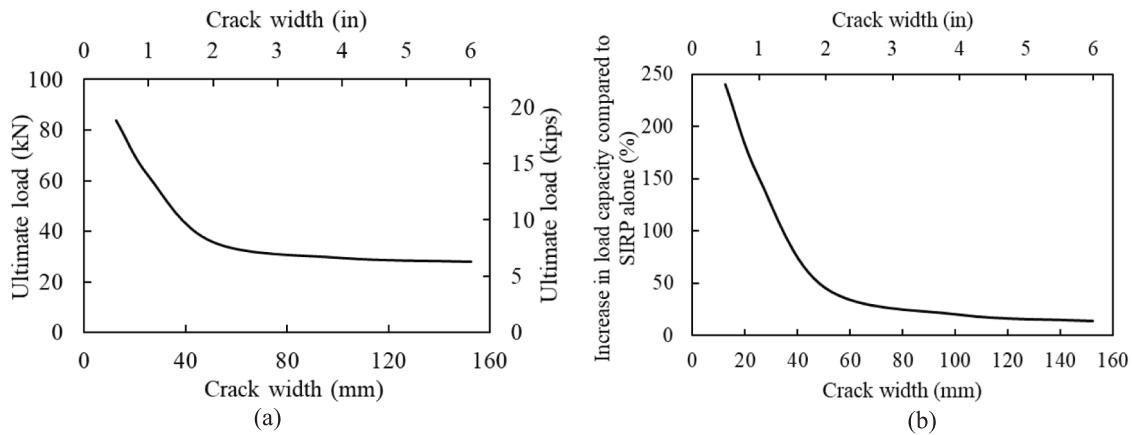 Crack width (in)
0 1 2 3 4 5 6
100
80
60
40
20
0
Ultimate load (kN)
20
15
10
5
0
Ultimate load (kips)
0 40 80 120 160
Crack width (mm)
(a)
Crack width (in)
0 1 2 3 4 5 6
250
200
150
100
50
0
Increase in load capacity compared to
SIRP alone (%)
0 20 40 60 80 100 120 140 160
Crack width (mm)
(b)